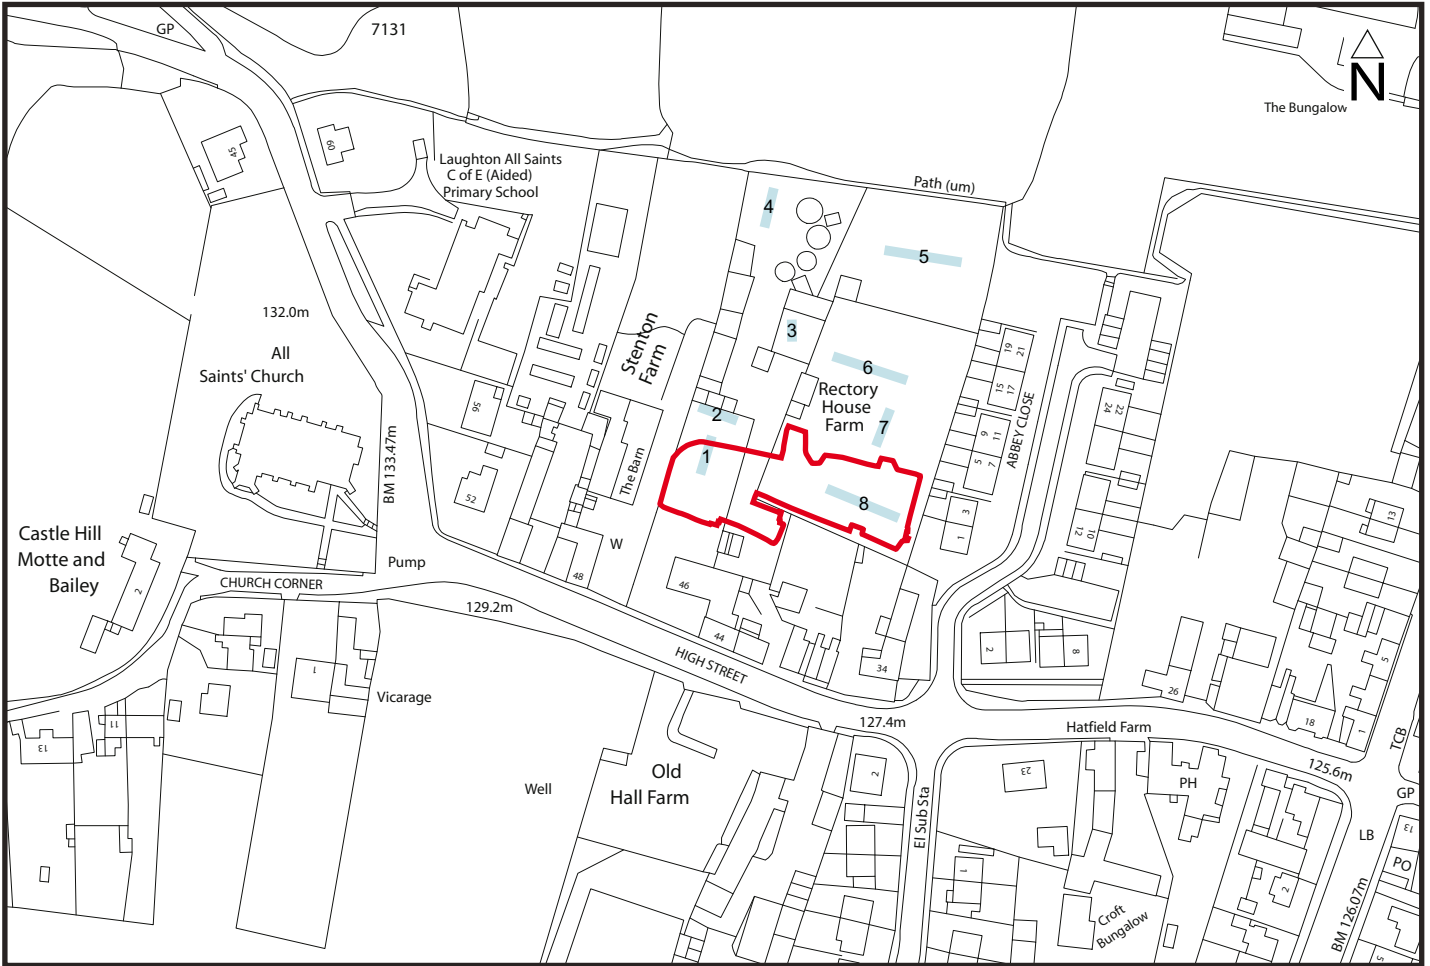 GP
7131
N
The Bungalow
45
60
Laughton All Saints
C of E (Aided)
Primary School
Path (um)
4
5
132.0m
All
Saints' Church
Stenton
Farm
3
6
Rectory
House
Farm
7
2
1
8
19
21
15
17
9
11
5
7
3
1
ABBEY CLOSE
22
24
10
12
13
56
52
The Barn
BM 133.47m
Castle Hill
Motte and
Bailey
2
Pump
W
48
46
44
34
CHURCH CORNER
129.2m
HIGH STREET
127.4m
2
8
26
18
1
5
TCB
1
Vicarage
11
13
Well
Old
Hall Farm
2
El Sub Sta
23
Hatfield Farm
PH
125.6m
GP
LB
13
PO
2
1
Croft
Bungalow
BM 126.07m
5